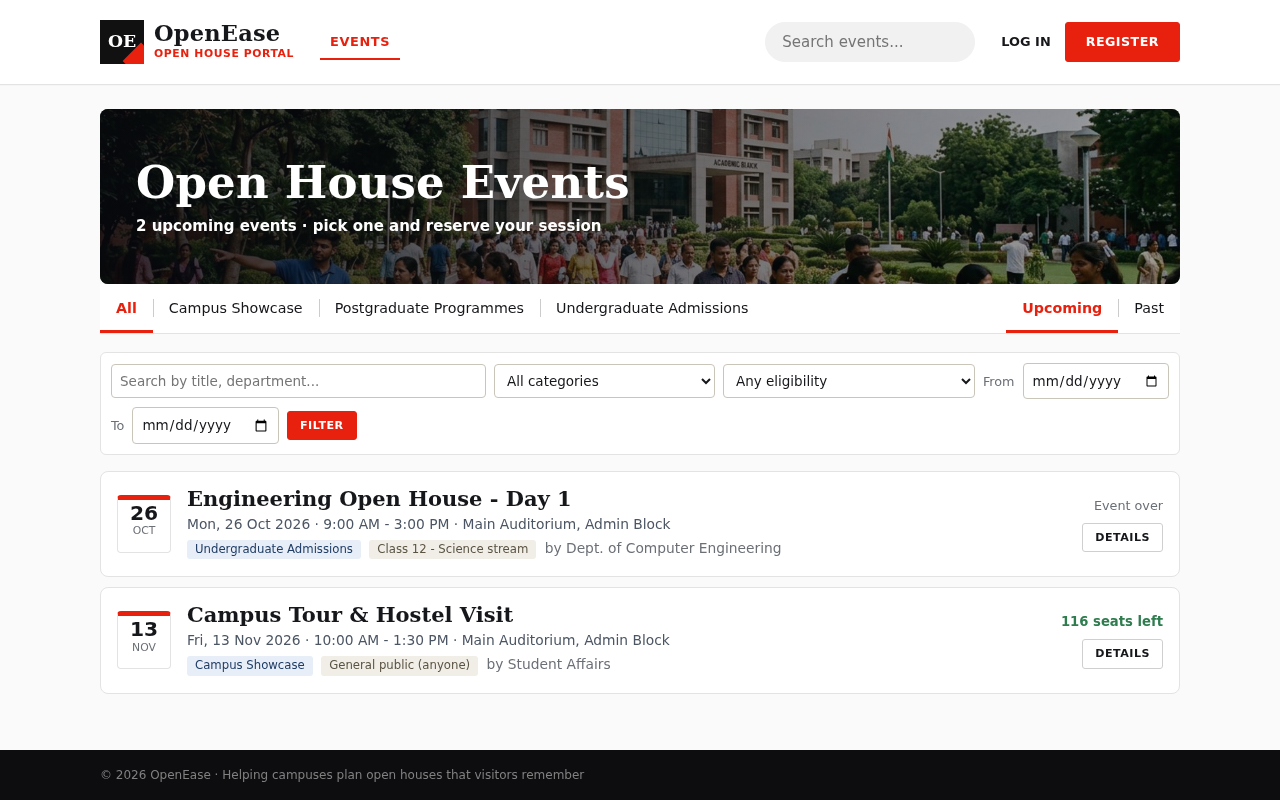 OE
OpenEase
OPEN HOUSE PORTAL
EVENTS
Search events...
LOG IN
REGISTER
ACADEMIC BLOCK
Open House Events
2 upcoming events · pick one and reserve your session
All
Campus Showcase
Postgraduate Programmes
Undergraduate Admissions
Upcoming
Past
Search by title, department...
All categories
Any eligibility
From
mm/dd/yyyy
To
mm/dd/yyyy
FILTER
26
OCT
Engineering Open House - Day 1
Mon, 26 Oct 2026 · 9:00 AM - 3:00 PM · Main Auditorium, Admin Block
Undergraduate Admissions
Class 12 - Science stream
by Dept. of Computer Engineering
Event over
DETAILS
13
NOV
Campus Tour & Hostel Visit
Fri, 13 Nov 2026 · 10:00 AM - 1:30 PM · Main Auditorium, Admin Block
Campus Showcase
General public (anyone)
by Student Affairs
116 seats left
DETAILS
© 2026 OpenEase · Helping campuses plan open houses that visitors remember